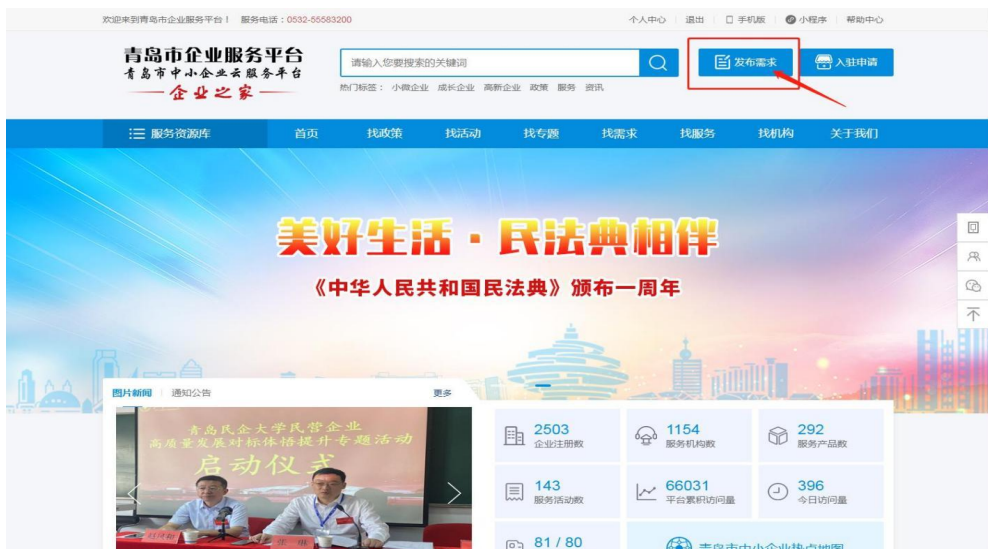 欢迎来到青岛市企业服务平台！ 服务电话：0532-55583200 个人中心 退出 手机版 小程序 帮助中心
青岛市企业服务平台
青岛市中小企业云服务平台
企业之家
请输入您要搜索的关键词
发布需求 入驻申请
热门标签： 小微企业 成长企业 高新企业 政策 服务 资讯
服务资源库 首页 找政策 找活动 找专题 找需求 找服务 找机构 关于我们
美好生活·民法典相伴
《中华人民共和国民法典》颁布一周年
图片新闻 通知公告 更多
青岛民企大学民营企业
高质量发展对标体悟提升专题活动
启动仪式
2503
企业注册数
1154
服务机构数
292
服务产品数
143
服务活动数
66031
平台累积访问量
396
今日访问量
81 / 80
青岛市中小企业热点地图